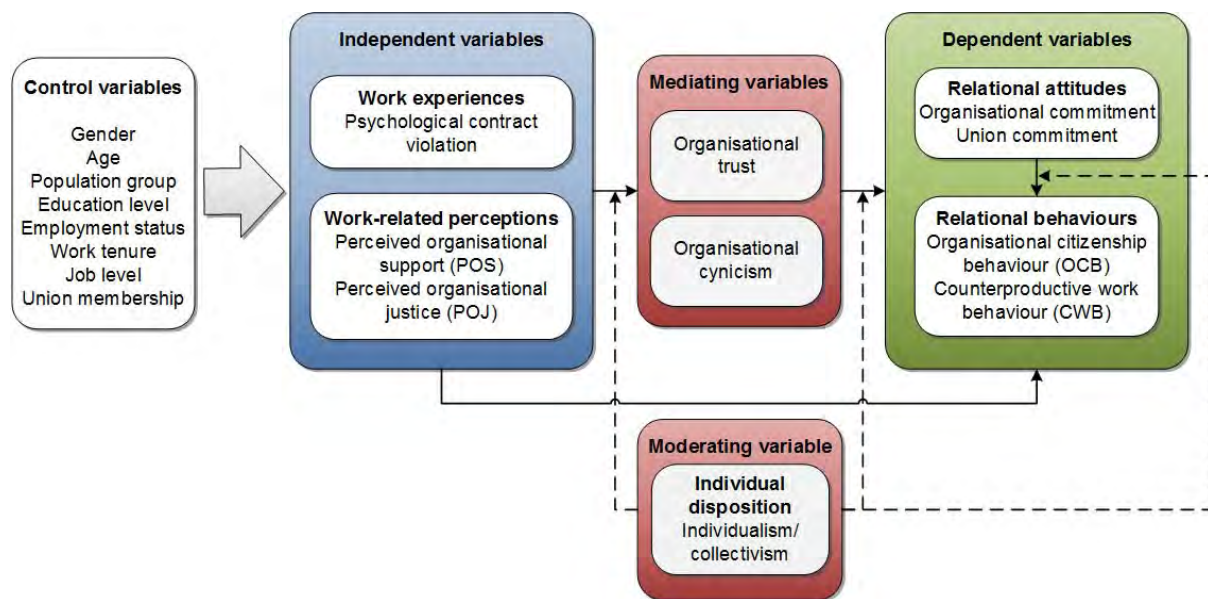 Control variables
Gender
Age
Population group
Education level
Employment status
Work tenure
Job level
Union membership
Independent variables
Work experiences
Psychological contract
violation
Work-related perceptions
Perceived organisational
support (POS)
Perceived organisational
justice (POJ)
Mediating variables
Organisational
trust
Organisational
cynicism
Moderating variable
Individual
disposition
Individualism/
collectivism
Dependent variables
Relational attitudes
Organisational commitment
Union commitment
Relational behaviours
Organisational citizenship
behaviour (OCB)
Counterproductive work
behaviour (CWB)